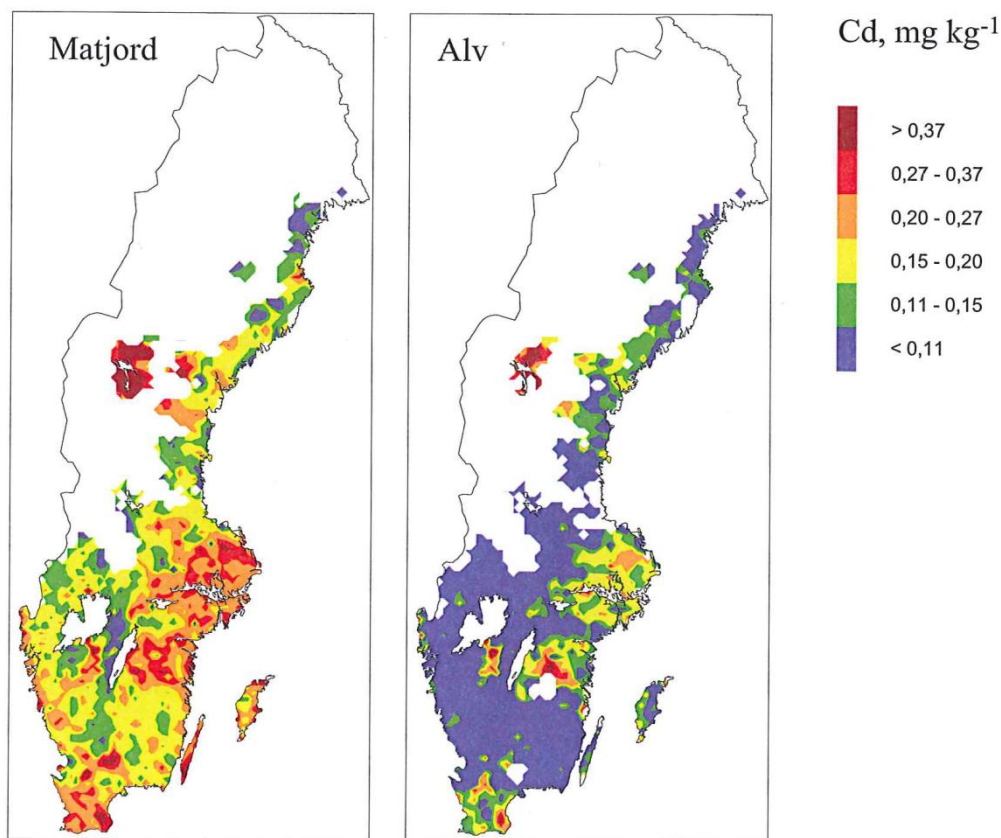 Matjord
Alv
Cd, mg kg-1
> 0,37
0,27 - 0,37
0,20 - 0,27
0,15 - 0,20
0,11 - 0,15
< 0,11